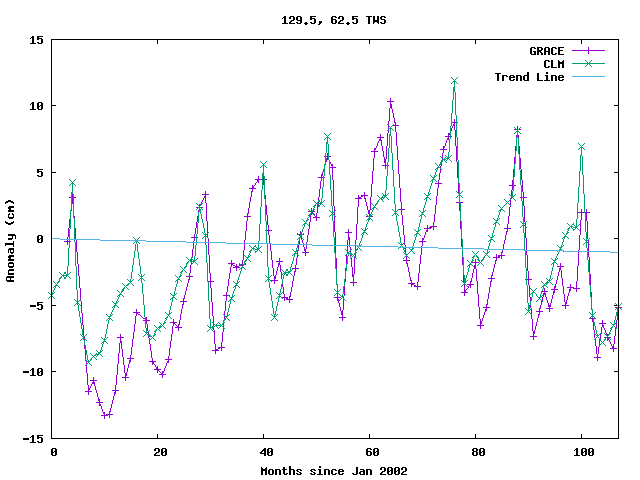 129.5, 62.5 TWS
GRACE
CLM
Trend Line
15
10
5
0
-5
-10
-15
Anomaly (cm)
0 20 40 60 80 100
Months since Jan 2002